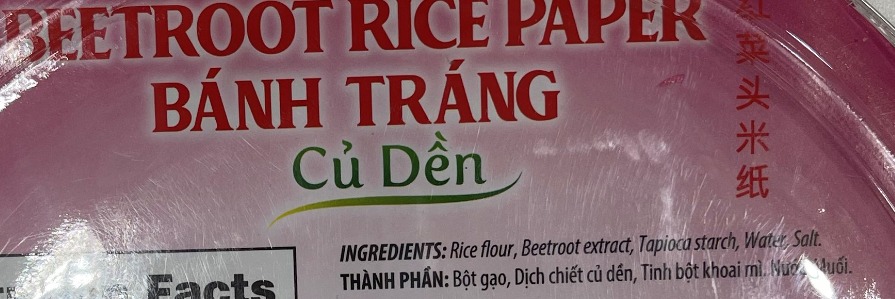 BEETROOT RICE PAPER
BÁNH TRÁNG
Củ Dền
红菜头米纸
INGREDIENTS: Rice flour, Beetroot extract, Tapioca starch, Water, Salt.
THÀNH PHẦN: Bột gạo, Dịch chiết củ dền, Tinh bột khoai mì. Nước, Muối.
Facts